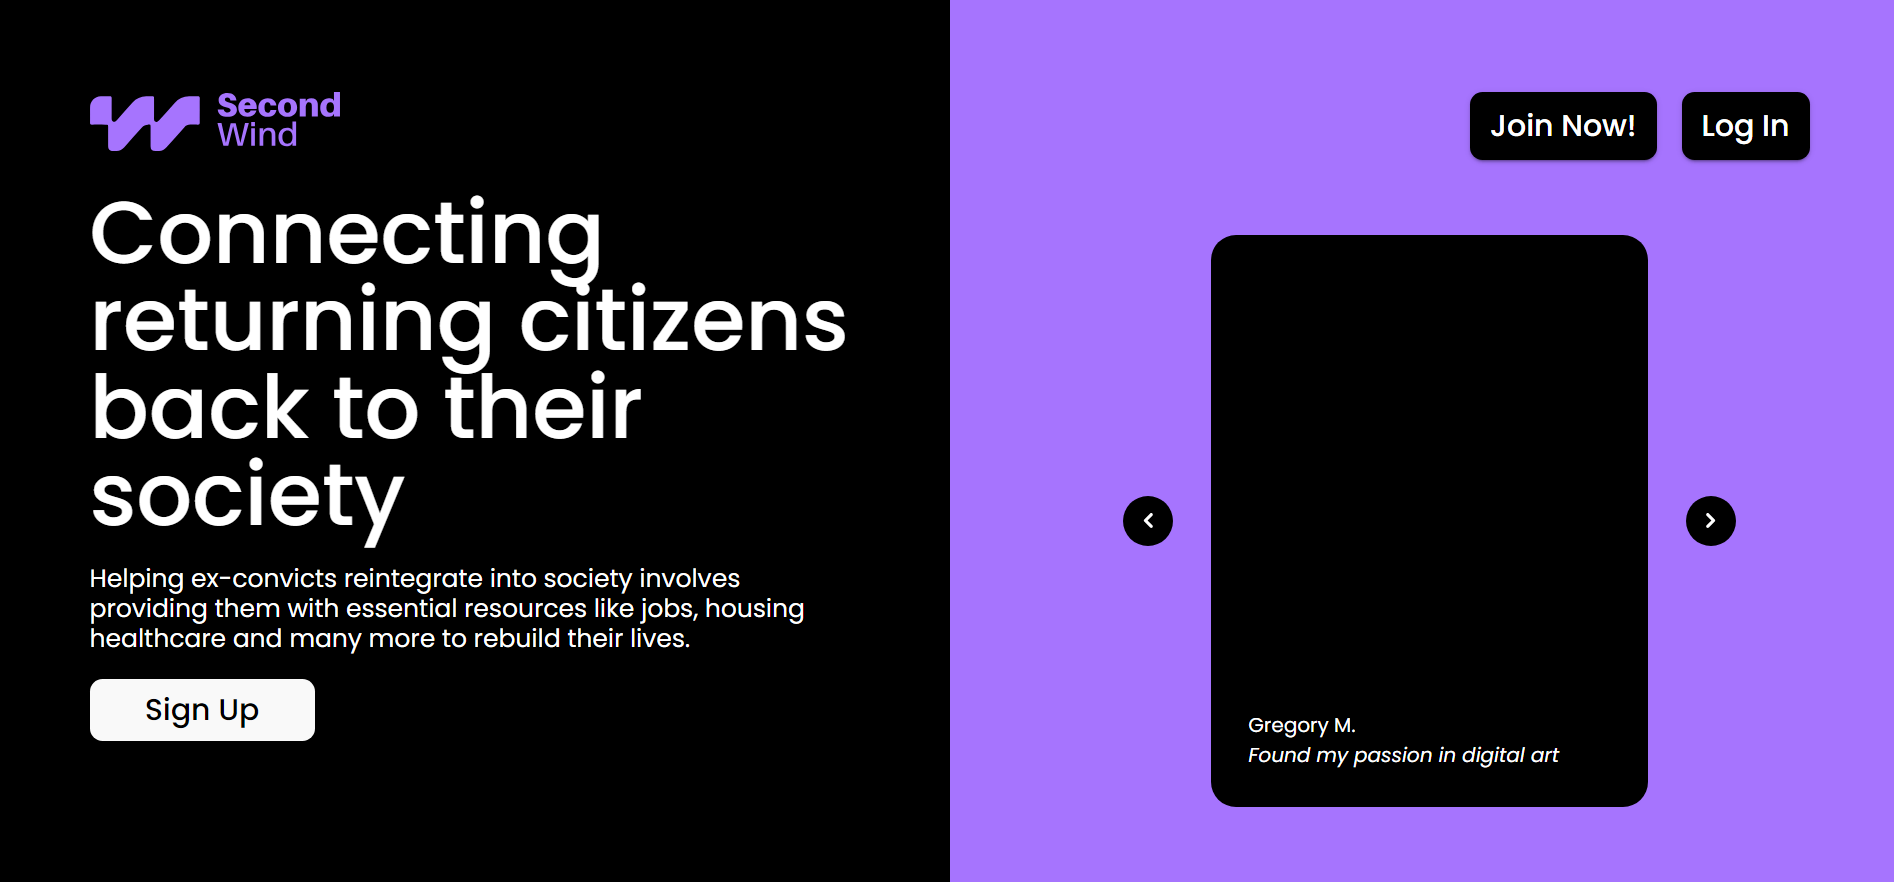 Second
Wind
Connecting
returning citizens
back to their
society
Helping ex-convicts reintegrate into society involves
providing them with essential resources like jobs, housing
healthcare and many more to rebuild their lives.
Sign Up
Join Now!
Log In
Gregory M.
Found my passion in digital art